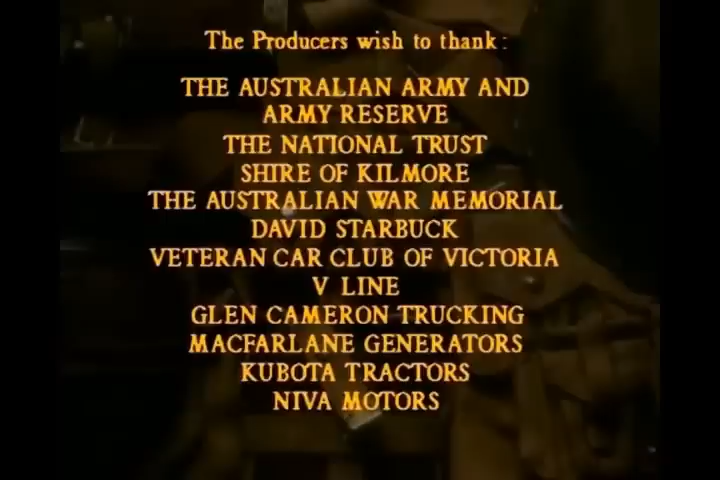 The Producers wish to thank:
THE AUSTRALIAN ARMY AND
ARMY RESERVE
THE NATIONAL TRUST
SHIRE OF KILMORE
THE AUSTRALIAN WAR MEMORIAL
DAVID STARBUCK
VETERAN CAR CLUB OF VICTORIA
V LINE
GLEN CAMERON TRUCKING
MACFARLANE GENERATORS
KUBOTA TRACTORS
NIVA MOTORS